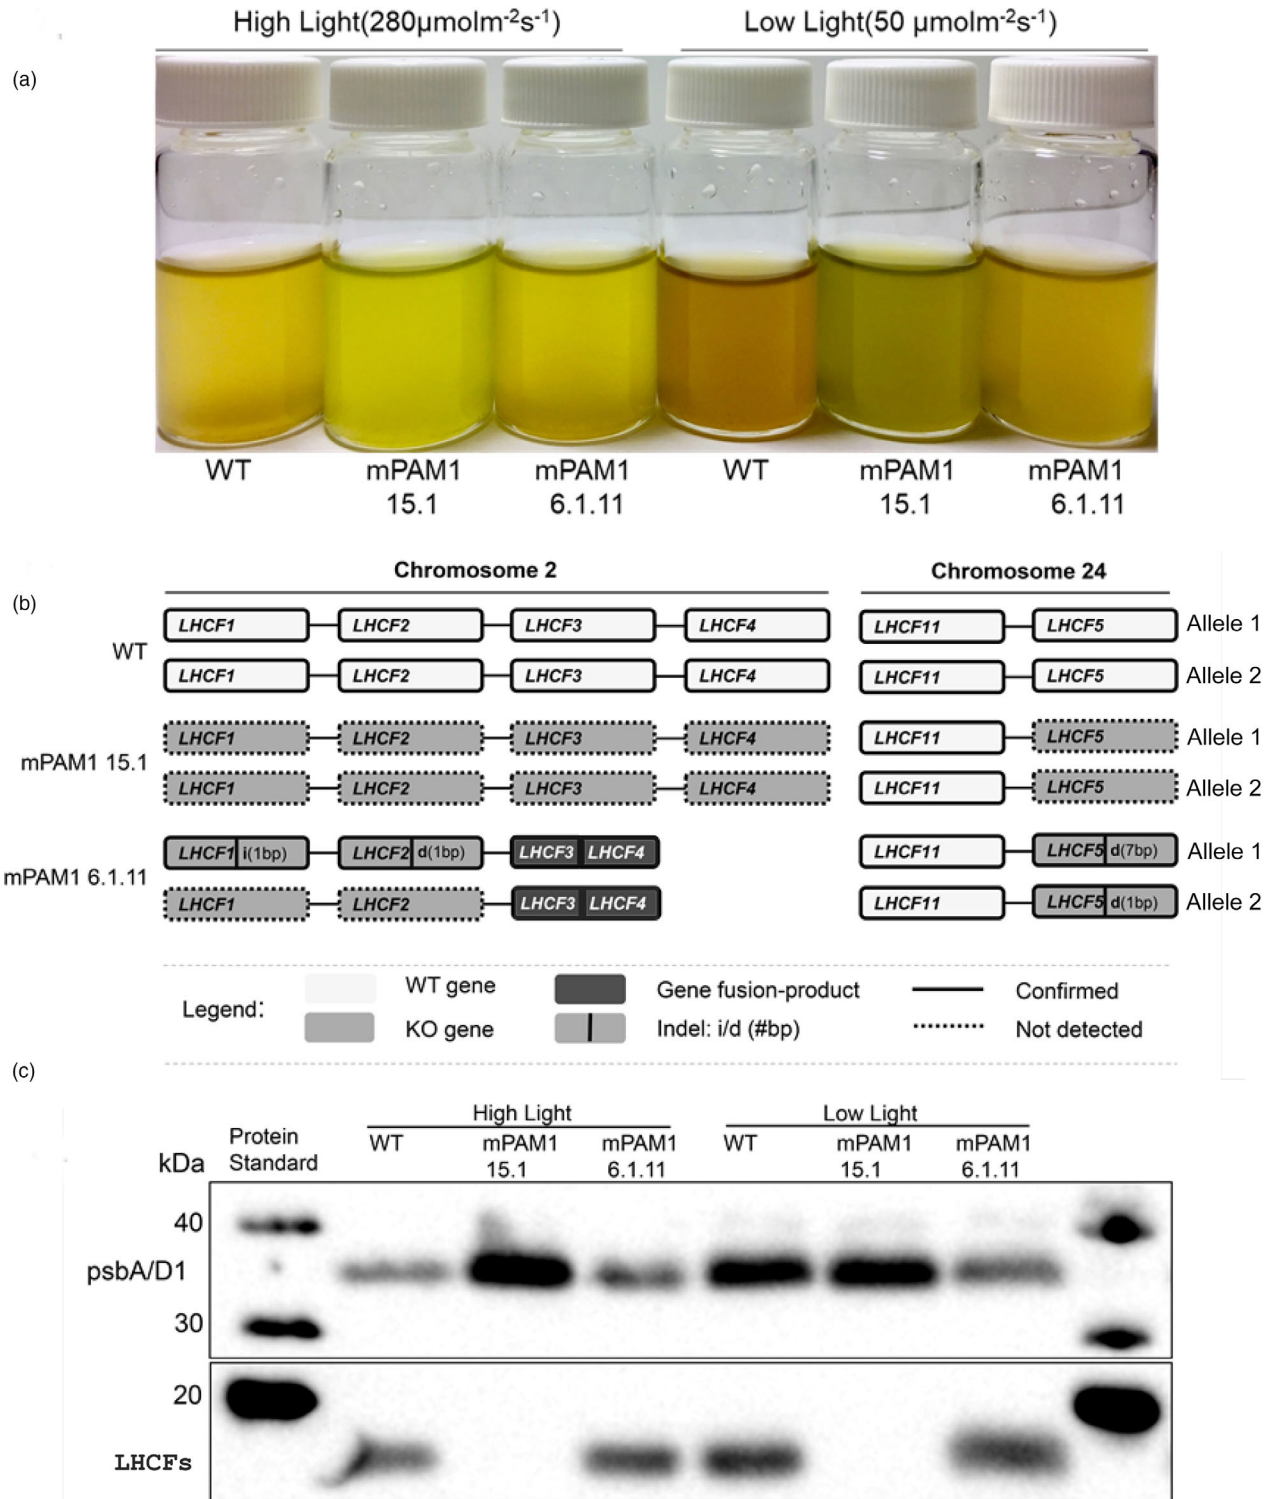 High Light(280µmolm-2s-1) Low Light(50 µmolm-2s-1)
(a)
WT mPAM1 mPAM1 WT mPAM1 mPAM1
15.1 6.1.11 15.1 6.1.11
Chromosome 2 Chromosome 24
(b)
LHCF1 LHCF2 LHCF3 LHCF4 LHCF11 LHCF5 Allele 1
WT
LHCF1 LHCF2 LHCF3 LHCF4 LHCF11 LHCF5 Allele 2
LHCF1 LHCF2 LHCF3 LHCF4 LHCF11 LHCF5 Allele 1
mPAM1 15.1
LHCF1 LHCF2 LHCF3 LHCF4 LHCF11 LHCF5 Allele 2
LHCF1 i(1bp) LHCF2 d(1bp) LHCF3 LHCF4 LHCF11 LHCF5 d(7bp) Allele 1
mPAM1 6.1.11
LHCF1 LHCF2 LHCF3 LHCF4 LHCF11 LHCF5 d(1bp) Allele 2
Legend: WT gene Gene fusion-product Confirmed
KO gene Indel: i/d (#bp) Not detected
(c)
High Light Low Light
Protein WT mPAM1 mPAM1 WT mPAM1 mPAM1
kDa Standard 15.1 6.1.11 15.1 6.1.11
40
psbA/D1
30
20
LHCFs